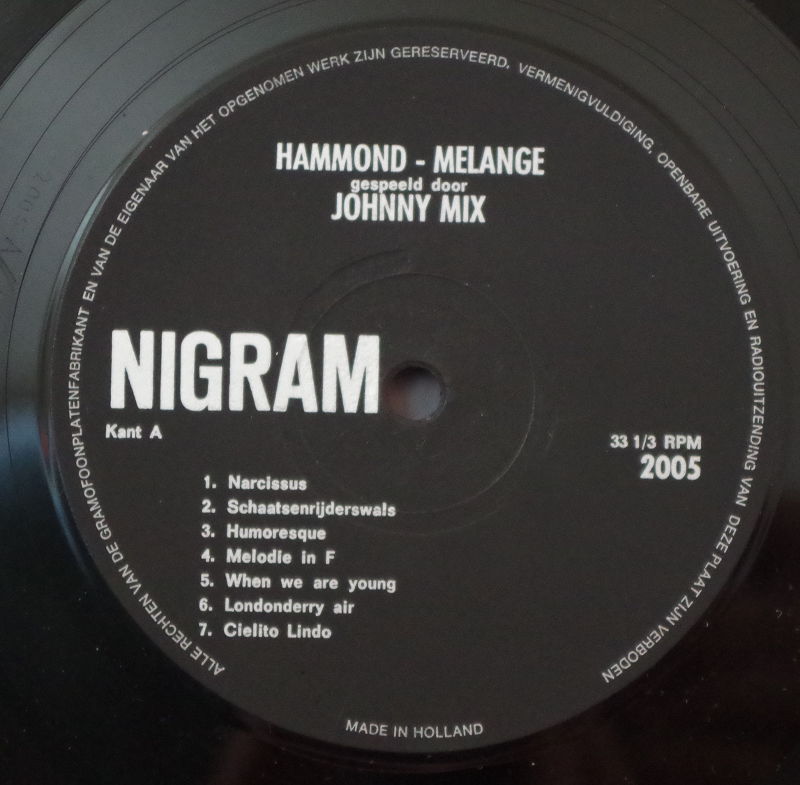 ALLE RECHTEN VAN DE GRAMOFOONPLATENFABRIKANT EN VAN DE EIGENAAR VAN HET OPGENOMEN WERK ZIJN GERESERVEERD. VERMENIGVULDIGING, OPENBARE UITVOERING EN RADIOUITZENDING VAN DEZE PLAAT ZIJN VERBODEN
HAMMOND - MELANGE
gespeeld door
JOHNNY MIX
NIGRAM
Kant A
33 1/3 RPM
2005
1. Narcissus
2. Schaatsenrijderswals
3. Humoresque
4. Melodie in F
5. When we are young
6. Londonderry air
7. Cielito Lindo
MADE IN HOLLAND